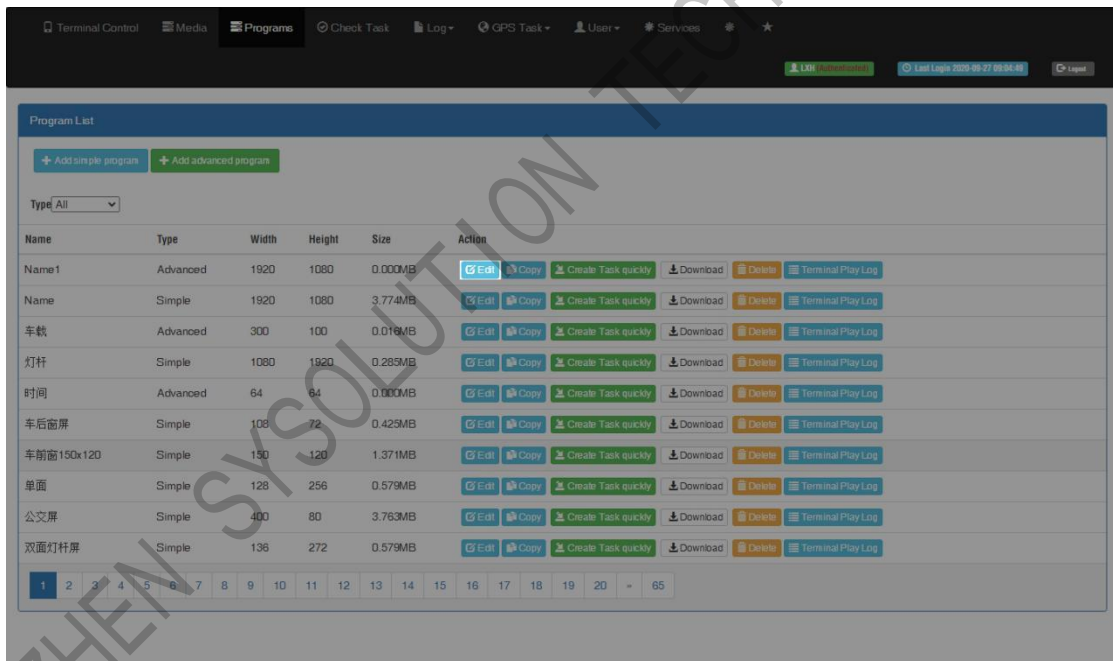 Terminal Control Media Programs Check Task Log GPS Task User Services
LXH (Authenticated) Last Login 2020-09-27 09:04:49 Logout
Program List
Add simple program Add advanced program
Type All
Name Type Width Height Size Action
Name1 Advanced 1920 1080 0.000MB Edit Copy Create Task quickly Download Delete Terminal Play Log
Name Simple 1920 1080 3.774MB Edit Copy Create Task quickly Download Delete Terminal Play Log
车载 Advanced 300 100 0.016MB Edit Copy Create Task quickly Download Delete Terminal Play Log
灯杆 Simple 1080 1920 0.285MB Edit Copy Create Task quickly Download Delete Terminal Play Log
时间 Advanced 64 64 0.000MB Edit Copy Create Task quickly Download Delete Terminal Play Log
车后窗屏 Simple 108 72 0.425MB Edit Copy Create Task quickly Download Delete Terminal Play Log
车前窗150x120 Simple 150 120 1.371MB Edit Copy Create Task quickly Download Delete Terminal Play Log
单面 Simple 128 256 0.579MB Edit Copy Create Task quickly Download Delete Terminal Play Log
公交屏 Simple 400 80 3.763MB Edit Copy Create Task quickly Download Delete Terminal Play Log
双面灯杆屏 Simple 136 272 0.579MB Edit Copy Create Task quickly Download Delete Terminal Play Log
1 2 3 4 5 6 7 8 9 10 11 12 13 14 15 16 17 18 19 20 » 65
ZHEN SYSOLUTION TECH